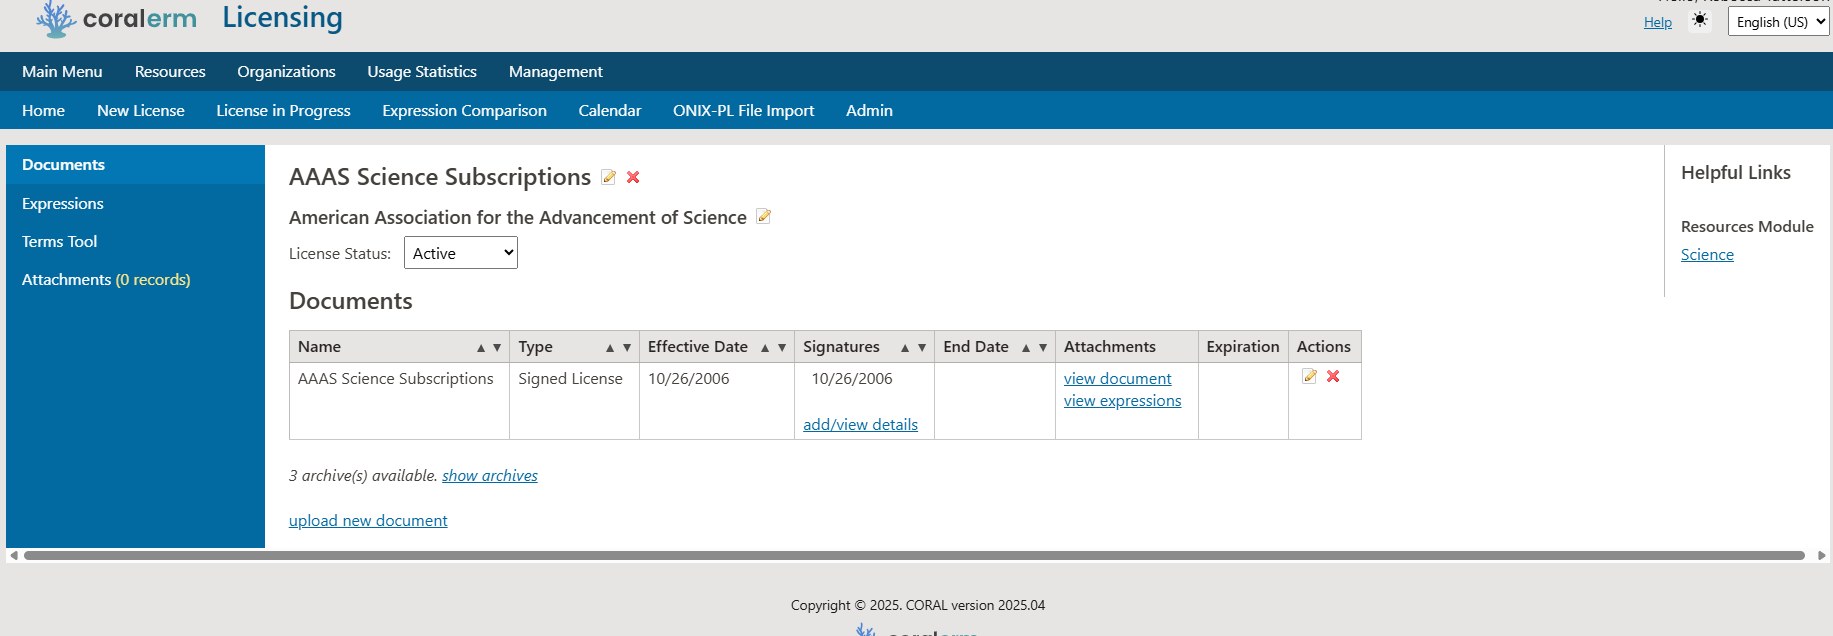 coralerm Licensing
Help English (US)
Main Menu Resources Organizations Usage Statistics Management
Home New License License in Progress Expression Comparison Calendar ONIX-PL File Import Admin
Documents
Expressions
Terms Tool
Attachments (0 records)
AAAS Science Subscriptions
American Association for the Advancement of Science
License Status: Active
Documents
Name ▲ ▼ Type ▲ ▼ Effective Date ▲ ▼ Signatures ▲ ▼ End Date ▲ ▼ Attachments Expiration Actions
AAAS Science Subscriptions Signed License 10/26/2006 10/26/2006 view document
view expressions
add/view details
3 archive(s) available. show archives
upload new document
Helpful Links
Resources Module
Science
Copyright © 2025. CORAL version 2025.04